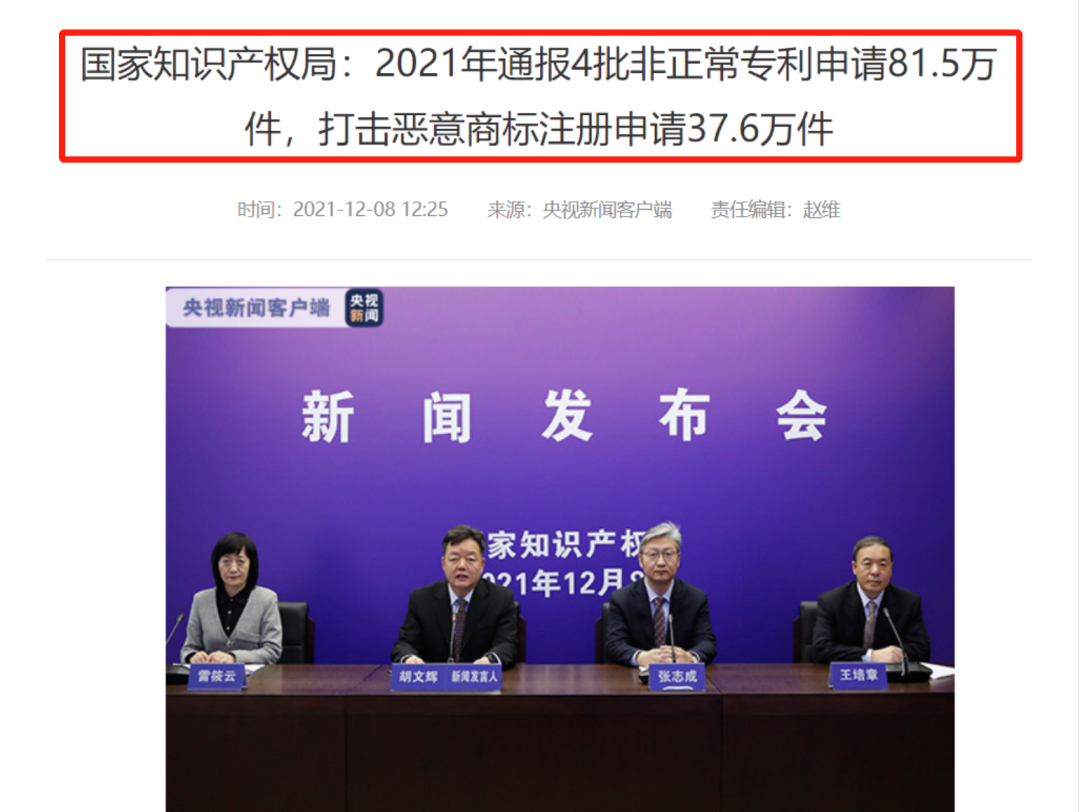 国家知识产权局：2021年通报4批非正常专利申请81.5万
件，打击恶意商标注册申请37.6万件
时间：2021-12-08 12:25 来源：央视新闻客户端 责任编辑：赵维
央视新闻客户端 央视
新闻
新闻发布会
家知识产权
021年12月8
雷筱云 胡文辉 新闻发言人 张志成 王培章